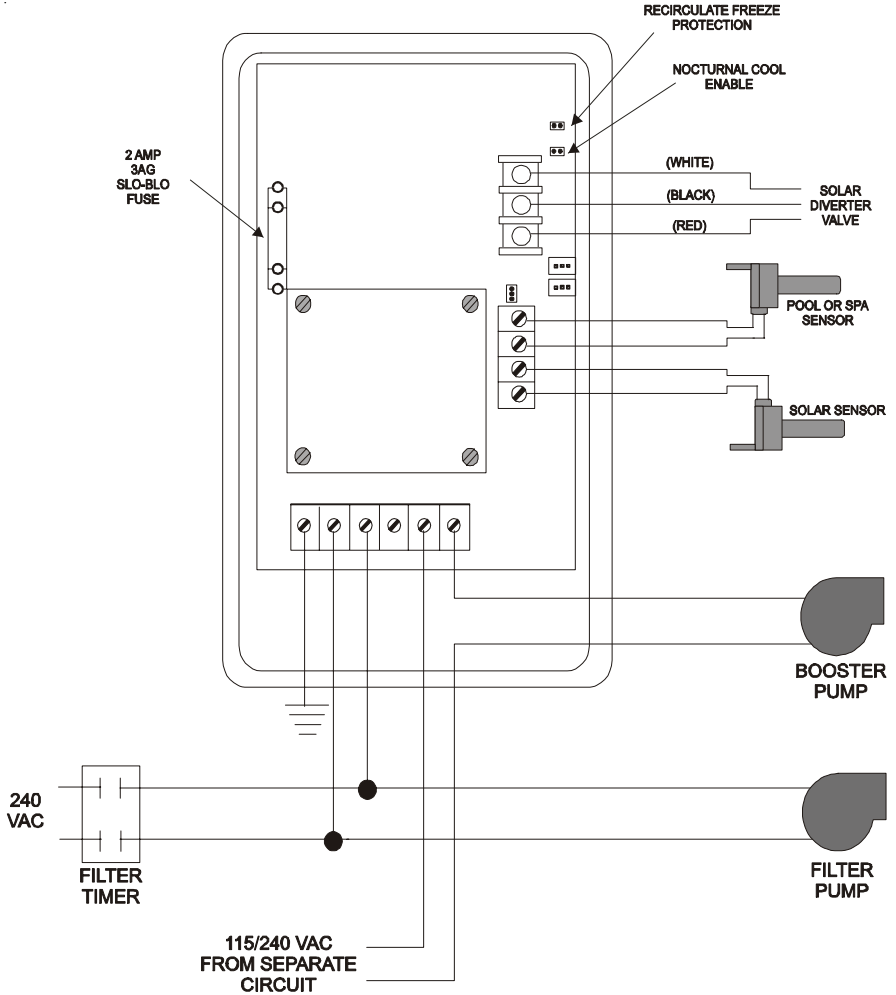 RECIRCULATE FREEZE
PROTECTION
NOCTURNAL COOL
ENABLE
2 AMP
3AG
SLO-BLO
FUSE
(WHITE)
(BLACK)
(RED)
SOLAR
DIVERTER
VALVE
POOL OR SPA
SENSOR
SOLAR SENSOR
BOOSTER
PUMP
240
VAC
FILTER
TIMER
FILTER
PUMP
115/240 VAC
FROM SEPARATE
CIRCUIT